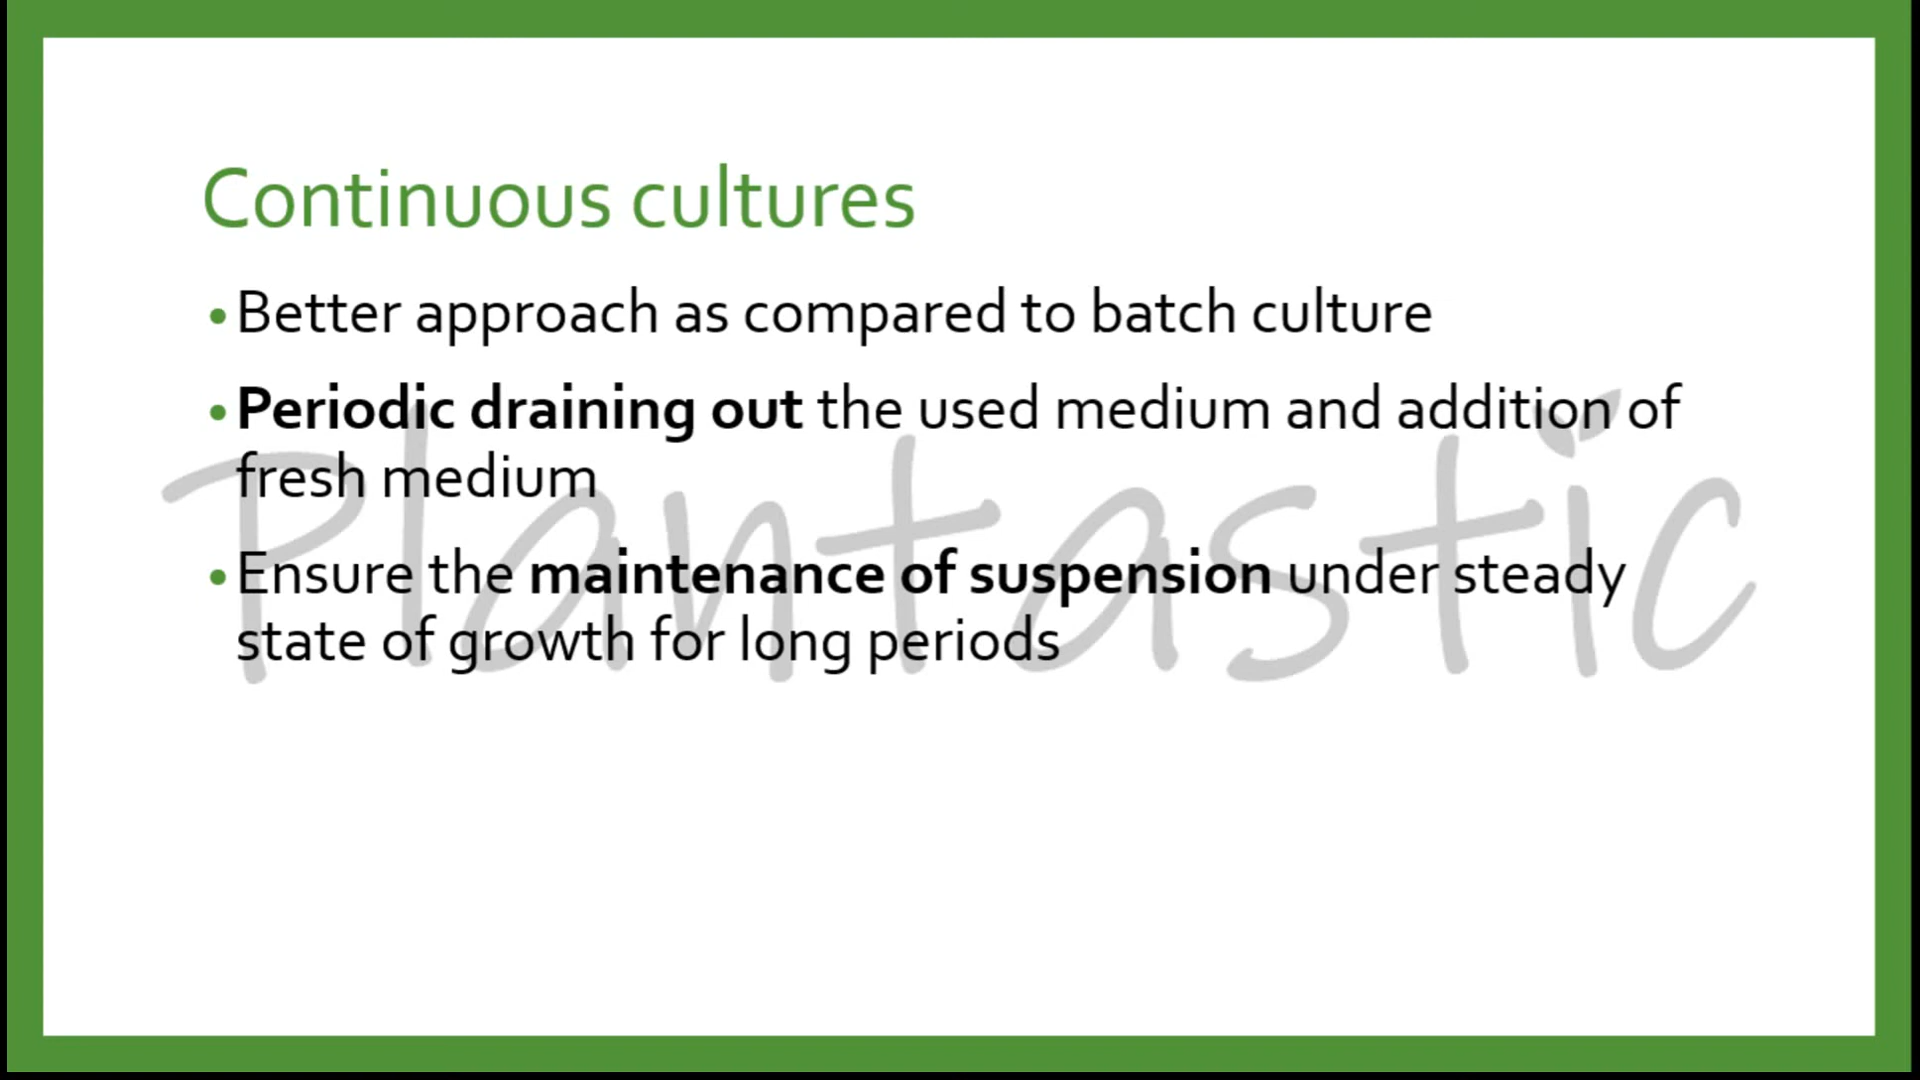 Continuous cultures
• Better approach as compared to batch culture
• Periodic draining out the used medium and addition of
fresh medium
• Ensure the maintenance of suspension under steady
state of growth for long periods
Plantastic